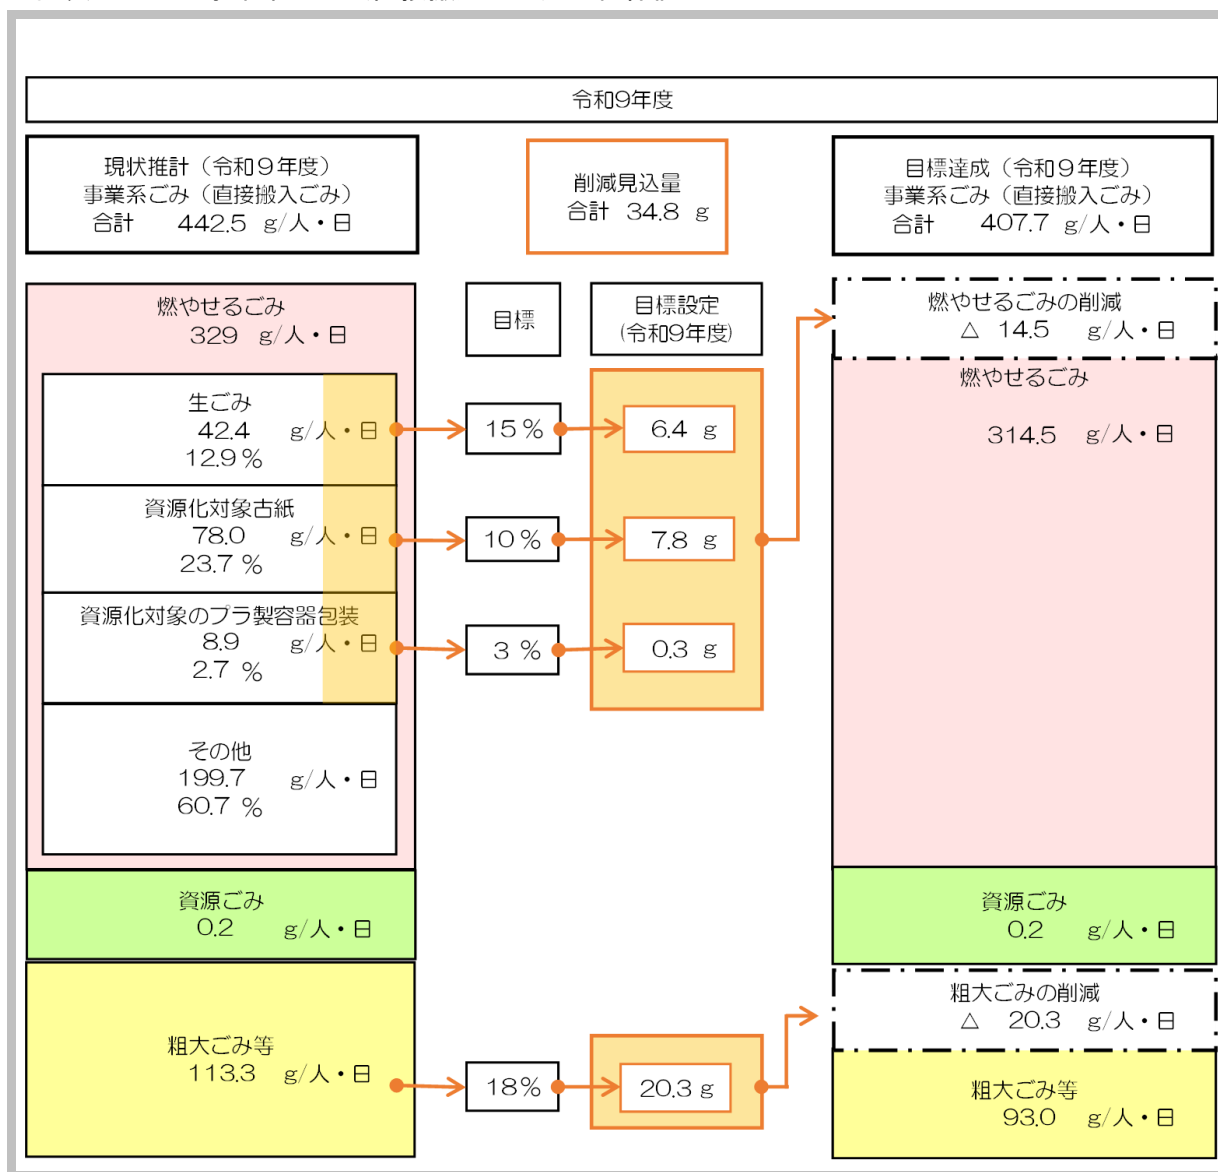 令和9年度
現状推計（令和９年度）
事業系ごみ（直接搬入ごみ）
合計 442.5 g/人・日
削減見込量
合計 34.8 g
目標達成（令和９年度）
事業系ごみ（直接搬入ごみ）
合計 407.7 g/人・日
燃やせるごみ
329 g/人・日
目標
目標設定
(令和9年度)
燃やせるごみの削減
△ 14.5 g/人・日
生ごみ
42.4 g/人・日
12.9％
15％
6.4 g
燃やせるごみ
314.5 g/人・日
資源化対象古紙
78.0 g/人・日
23.7 %
10％
7.8 g
資源化対象のプラ製容器包装
8.9 g/人・日
2.7 %
3 %
0.3 g
その他
199.7 g/人・日
60.7 %
資源ごみ
0.2 g/人・日
資源ごみ
0.2 g/人・日
粗大ごみ等
113.3 g/人・日
18%
20.3 g
粗大ごみの削減
△ 20.3 g/人・日
粗大ごみ等
93.0 g/人・日